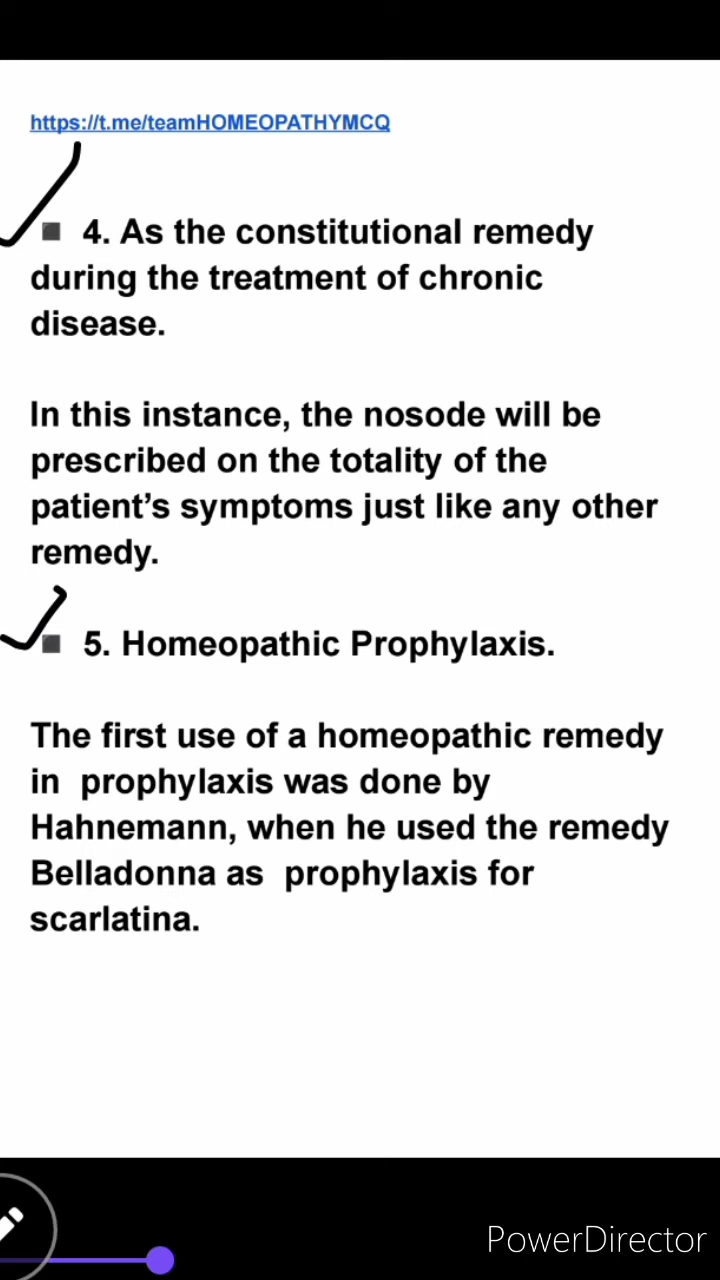 https://t.me/teamHOMEOPATHYMCQ
4. As the constitutional remedy
during the treatment of chronic
disease.
In this instance, the nosode will be
prescribed on the totality of the
patient’s symptoms just like any other
remedy.
5. Homeopathic Prophylaxis.
The first use of a homeopathic remedy
in  prophylaxis was done by
Hahnemann, when he used the remedy
Belladonna as  prophylaxis for
scarlatina.
PowerDirector